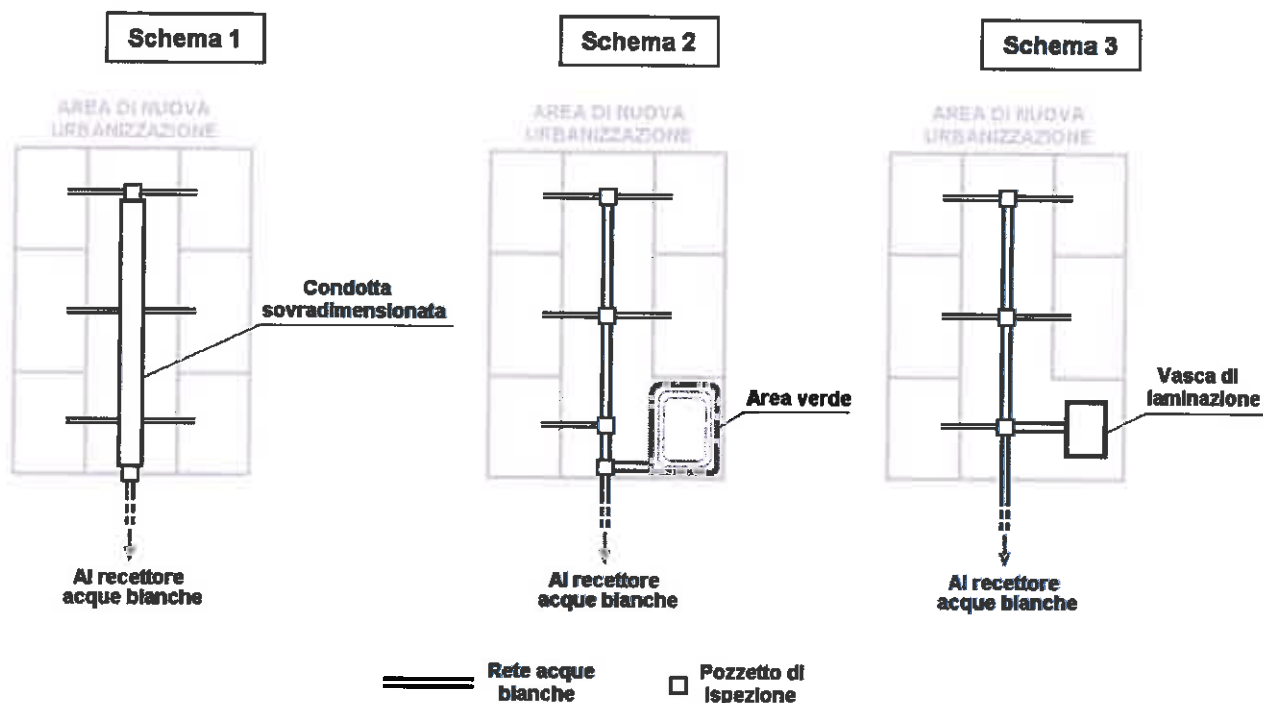 Schema 1
AREA DI NUOVA
URBANIZZAZIONE
Condotta
sovradimensionata
Al recettore
acque bianche
Schema 2
AREA DI NUOVA
URBANIZZAZIONE
Area verde
Al recettore
acque bianche
Schema 3
AREA DI NUOVA
URBANIZZAZIONE
Vasca di
laminazione
Al recettore
acque bianche
Rete acque
bianche
Pozzetto di
ispezione